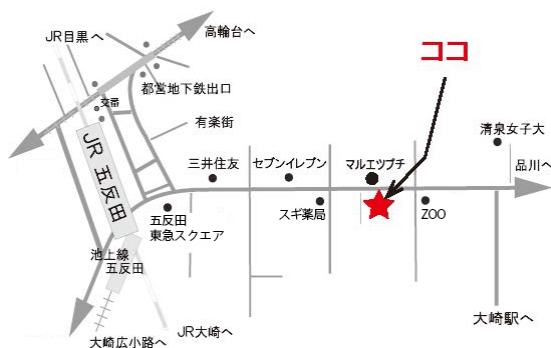 JR目黒へ
高輪台へ
都営地下鉄出口
交番
有楽街
ココ
清泉女子大
品川へ
三井住友
セブンイレブン
マルエツプチ
JR 五反田
五反田
東急スクエア
スギ薬局
ZOO
池上線
五反田
大崎広小路へ
JR大崎へ
大崎駅へ